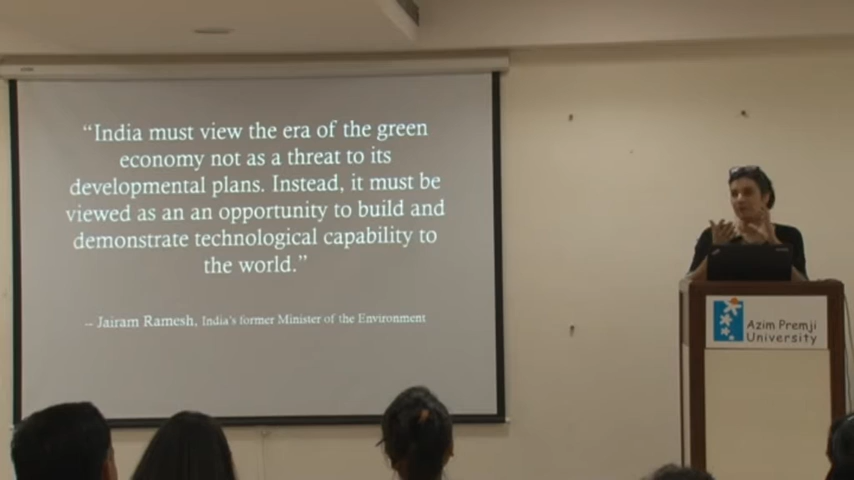 “India must view the era of the green
economy not as a threat to its
developmental plans. Instead, it must be
viewed as an an opportunity to build and
demonstrate technological capability to
the world.”
-- Jairam Ramesh, India's former Minister of the Environment
Azim Premji
University